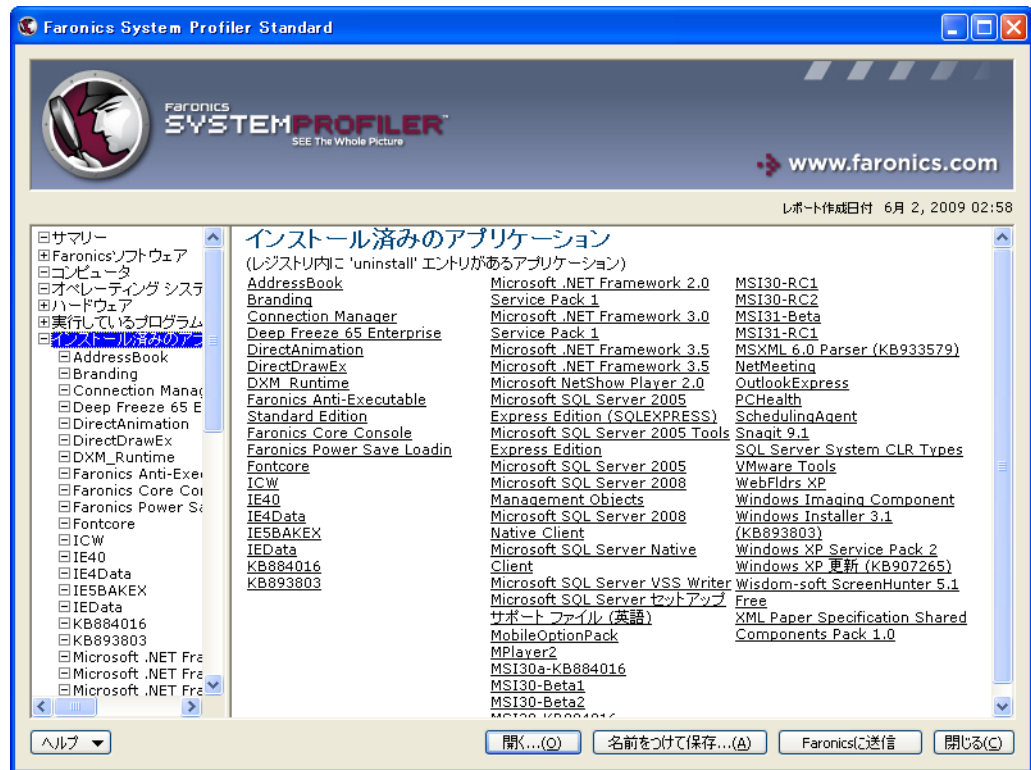 Faronics System Profiler Standard
Faronics
SYSTEMPROFILER™
SEE The Whole Picture
www.faronics.com
レポート作成日付 6月 2, 2009 02:58
サマリー
Faronicsソフトウェア
コンピュータ
オペレーティング システ
ハードウェア
実行しているプログラム
インストール済みのアプ
AddressBook
Branding
Connection Manag
Deep Freeze 65 E
DirectAnimation
DirectDrawEx
DXM_Runtime
Faronics Anti-Exe
Faronics Core Co
Faronics Power Sa
Fontcore
ICW
IE40
IE4Data
IE5BAKEX
IEData
KB884016
KB893803
Microsoft .NET Fra
Microsoft .NET Fra
Microsoft .NET Fra
インストール済みのアプリケーション
(レジストリ内に 'uninstall' エントリがあるアプリケーション)
AddressBook
Branding
Connection Manager
Deep Freeze 65 Enterprise
DirectAnimation
DirectDrawEx
DXM_Runtime
Faronics Anti-Executable
Standard Edition
Faronics Core Console
Faronics Power Save Loadin
Fontcore
ICW
IE40
IE4Data
IE5BAKEX
IEData
KB884016
KB893803
Microsoft .NET Framework 2.0
Service Pack 1
Microsoft .NET Framework 3.0
Service Pack 1
Microsoft .NET Framework 3.5
Microsoft .NET Framework 3.5
Microsoft NetShow Player 2.0
Microsoft SQL Server 2005
Express Edition (SQLEXPRESS)
Microsoft SQL Server 2005 Tools
Express Edition
Microsoft SQL Server 2005
Microsoft SQL Server 2008
Management Objects
Microsoft SQL Server 2008
Native Client
Microsoft SQL Server Native
Client
Microsoft SQL Server VSS Writer
Microsoft SQL Server セットアップ
サポート ファイル (英語)
MobileOptionPack
MPlayer2
MSI30a-KB884016
MSI30-Beta1
MSI30-Beta2
MSI30-KB884016
MSI30-RC1
MSI30-RC2
MSI31-Beta
MSI31-RC1
MSXML 6.0 Parser (KB933579)
NetMeeting
OutlookExpress
PCHealth
SchedulingAgent
Snagit 9.1
SQL Server System CLR Types
VMware Tools
WebFldrs XP
Windows Imaging Component
Windows Installer 3.1
(KB893803)
Windows XP Service Pack 2
Windows XP 更新 (KB907265)
Wisdom-soft ScreenHunter 5.1
Free
XML Paper Specification Shared
Components Pack 1.0
ヘルプ
開く...(O)
名前をつけて保存...(A)
Faronicsに送信
閉じる(C)